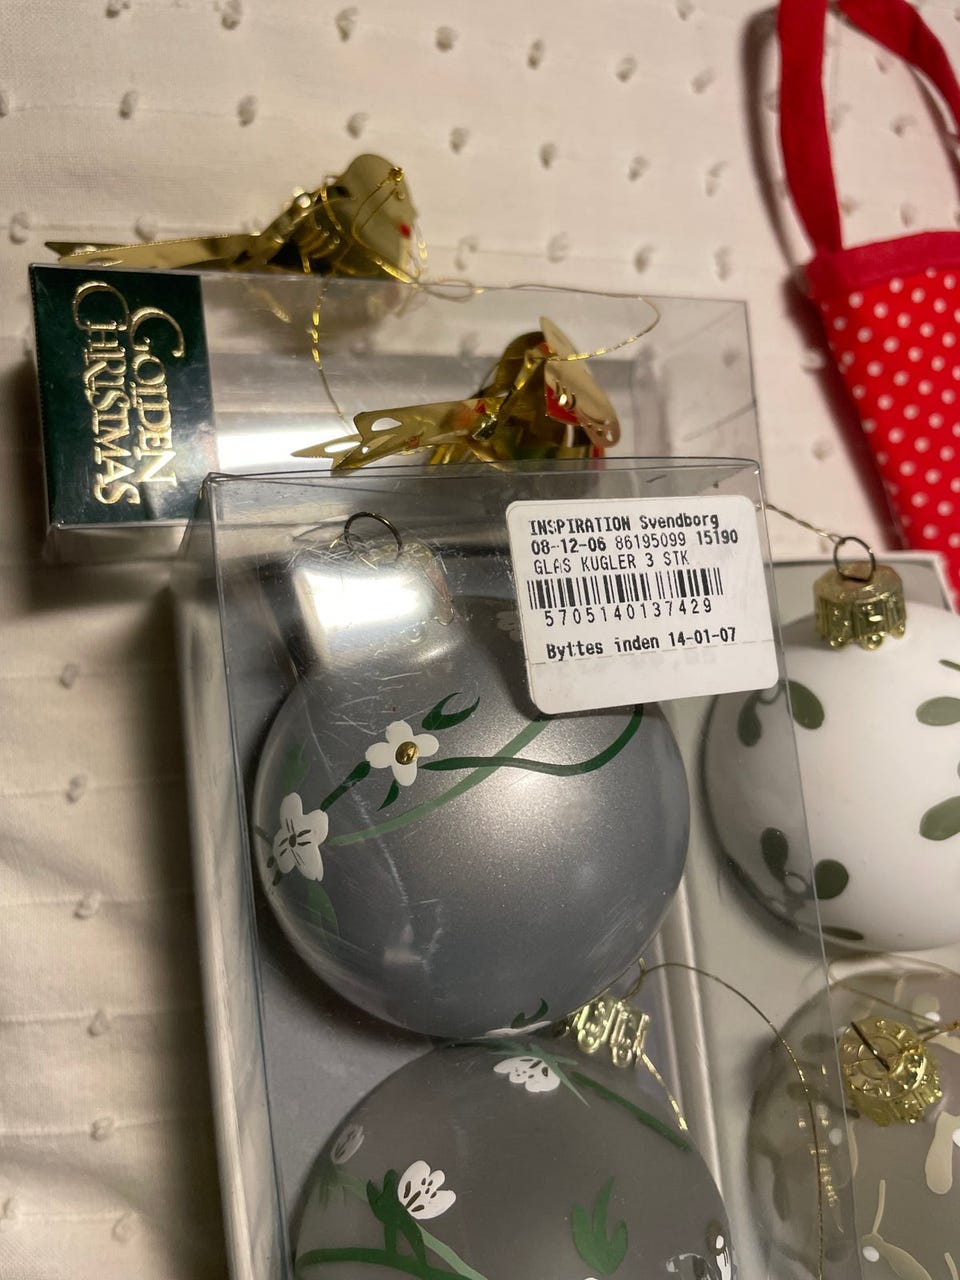 GOLDEN
CHRISTMAS
INSPIRATION Svendborg
08-12-06 86195099 15190
GLAS KUGLER 3 STK
5705140137429
Byttes inden 14-01-07